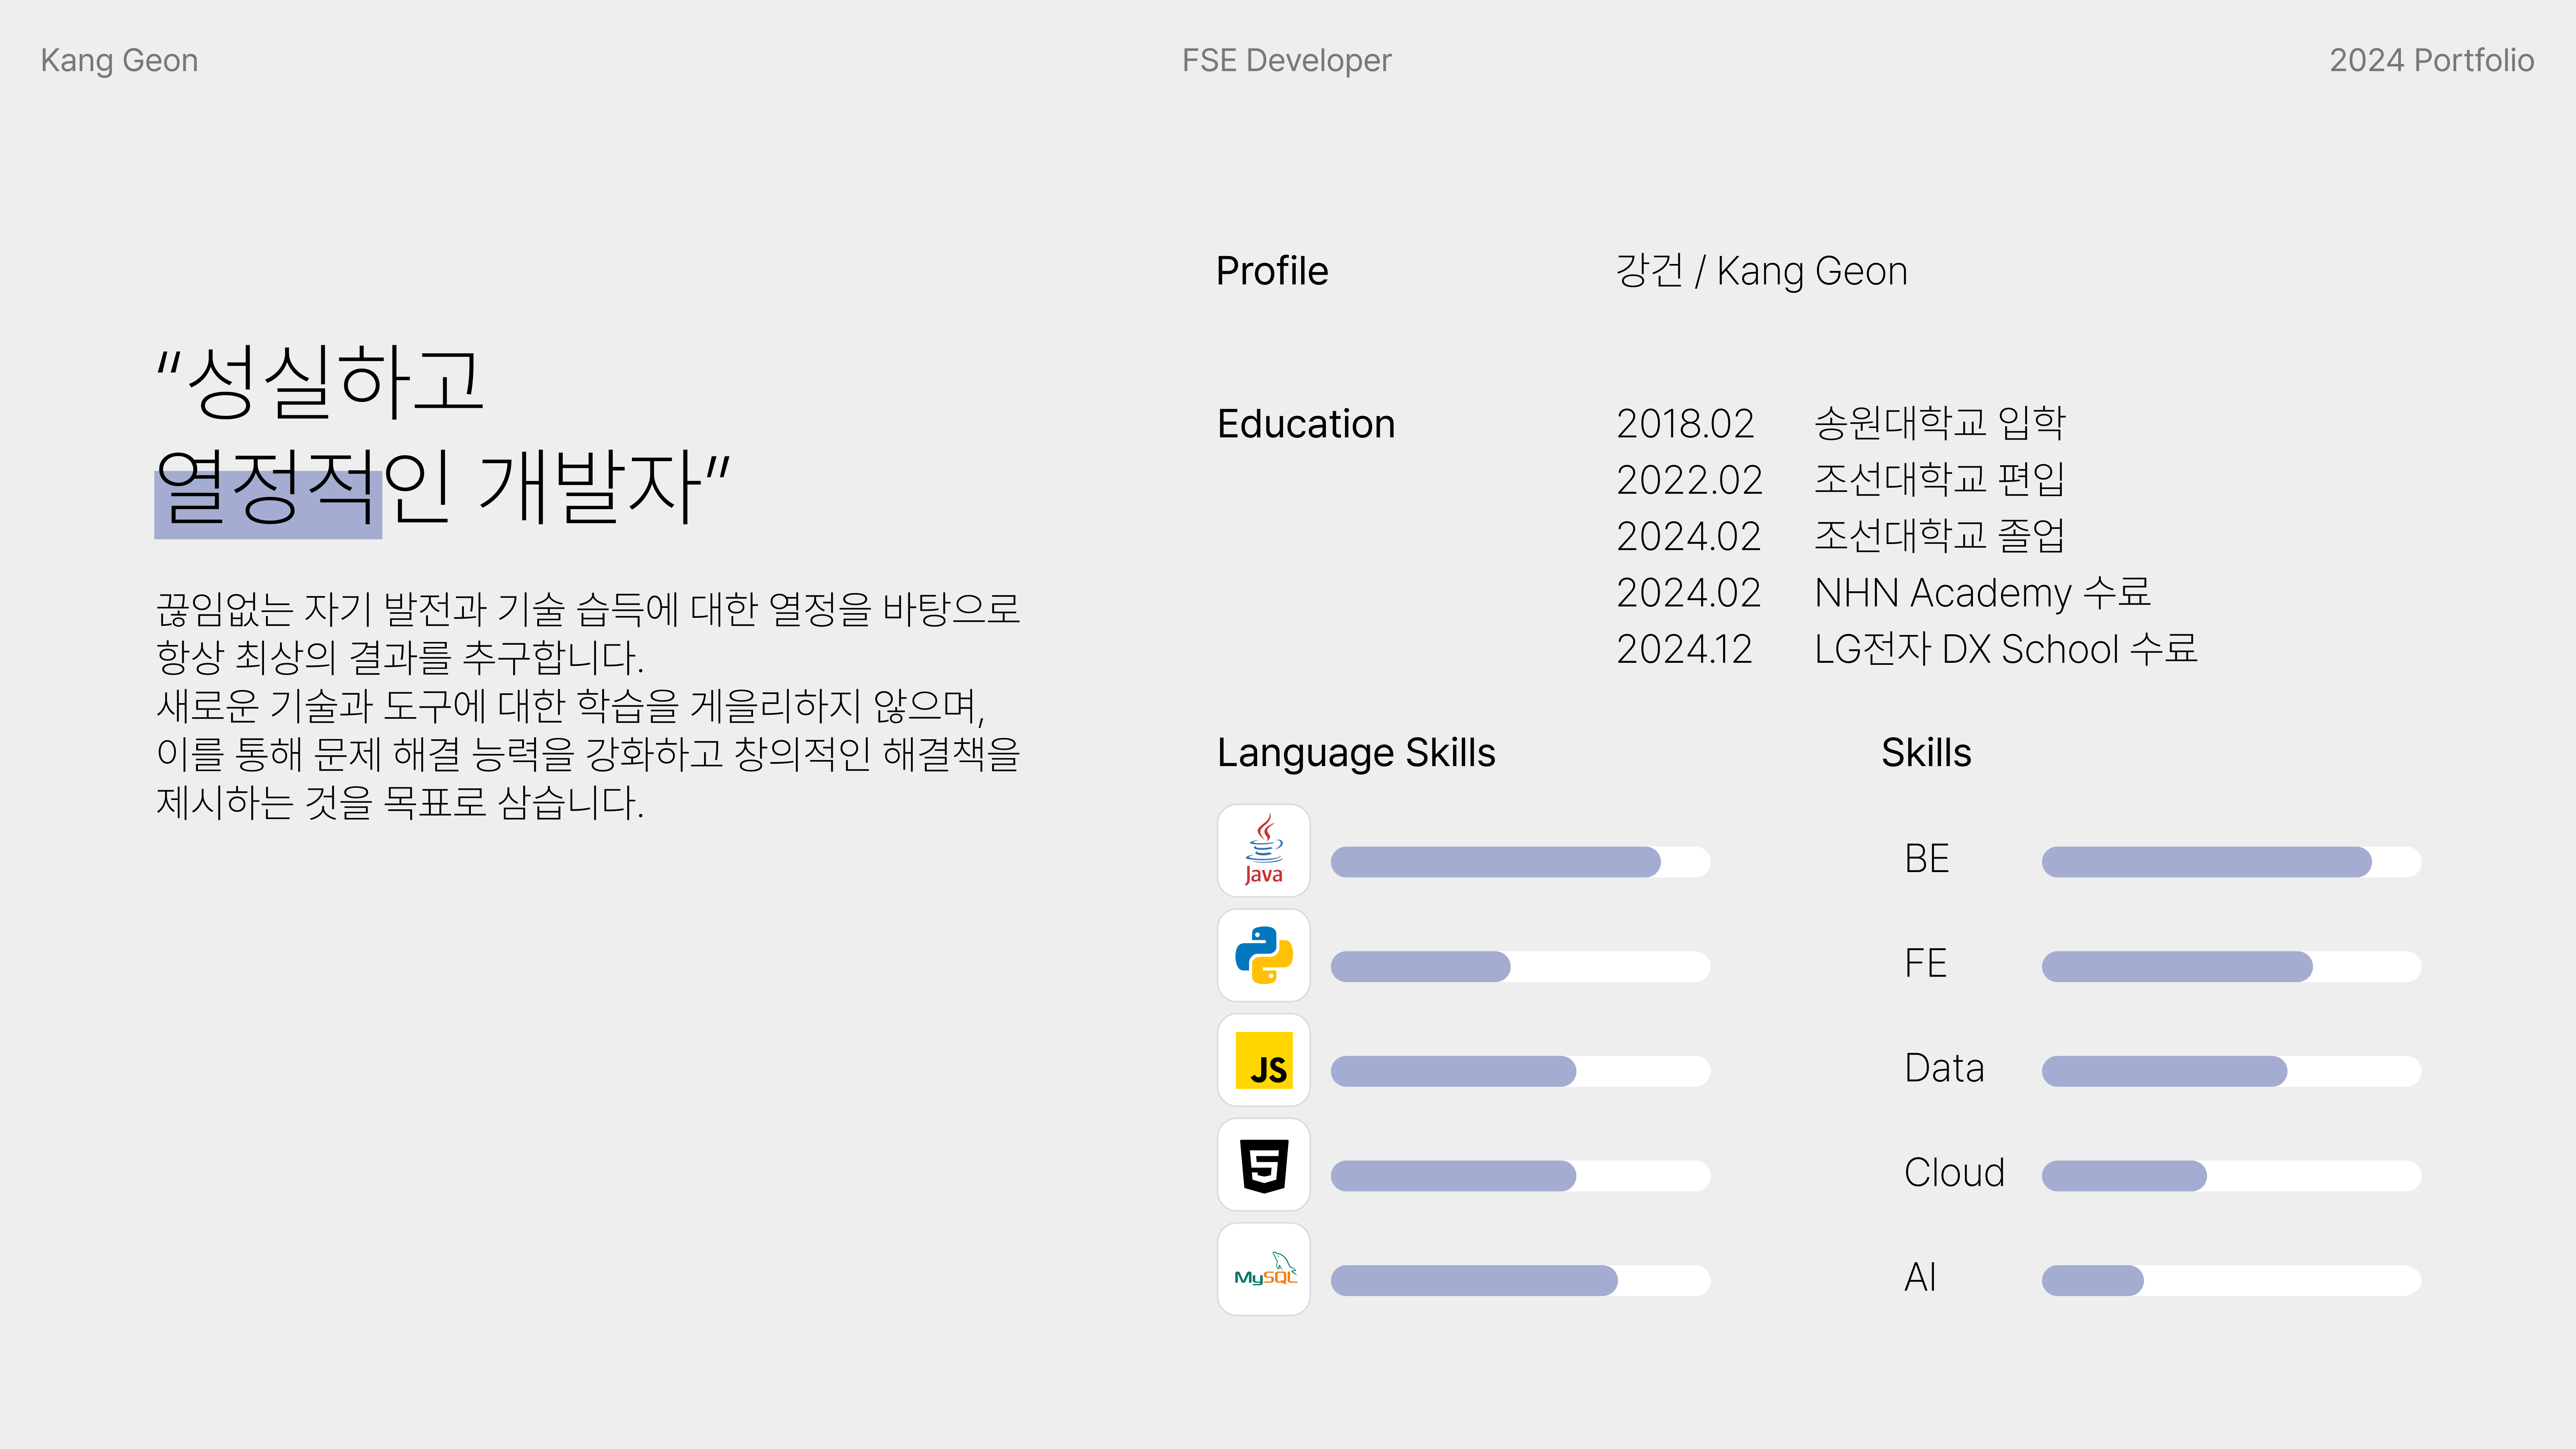 Kang Geon
FSE Developer
2024 Portfolio
“성실하고
열정적인 개발자”
끊임없는 자기 발전과 기술 습득에 대한 열정을 바탕으로
항상 최상의 결과를 추구합니다.
새로운 기술과 도구에 대한 학습을 게을리하지 않으며,
이를 통해 문제 해결 능력을 강화하고 창의적인 해결책을
제시하는 것을 목표로 삼습니다.
Profile
강건 / Kang Geon
Education
2018.02 송원대학교 입학
2022.02 조선대학교 편입
2024.02 조선대학교 졸업
2024.02 NHN Academy 수료
2024.12 LG전자 DX School 수료
Language Skills
Java
JS
5
MySQL
Skills
BE
FE
Data
Cloud
AI